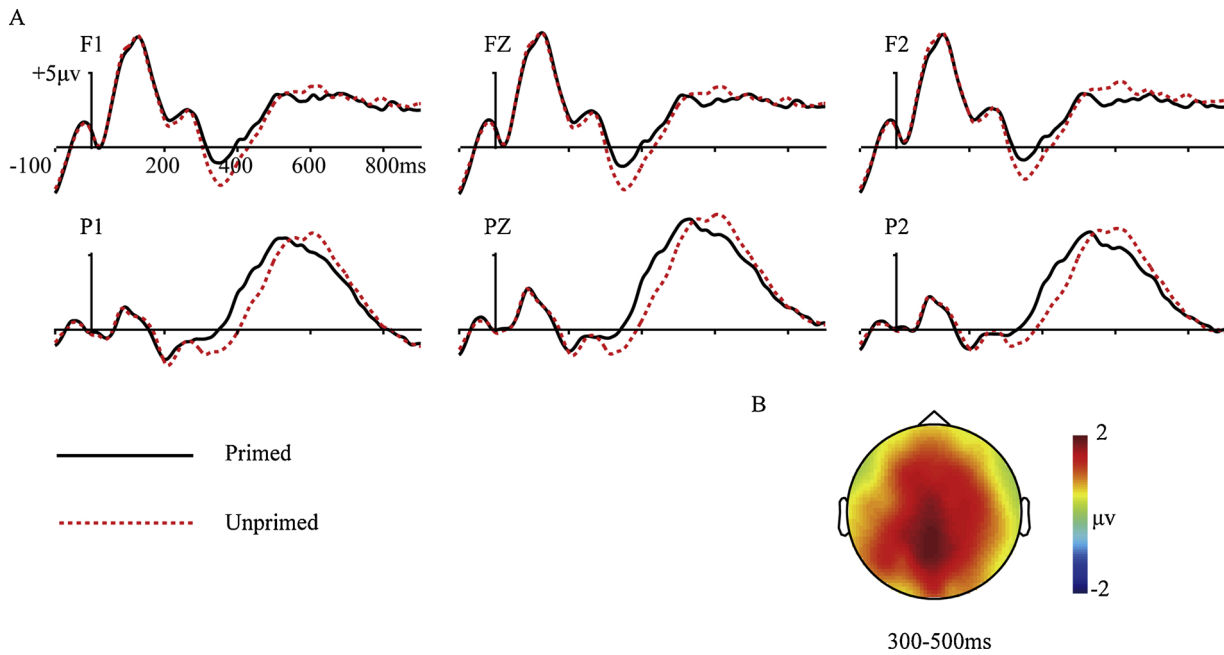 A
F1
FZ
F2
+5μv
-100
200
400
600
800ms
P1
PZ
P2
B
Primed
Unprimed
2
μv
-2
300-500ms